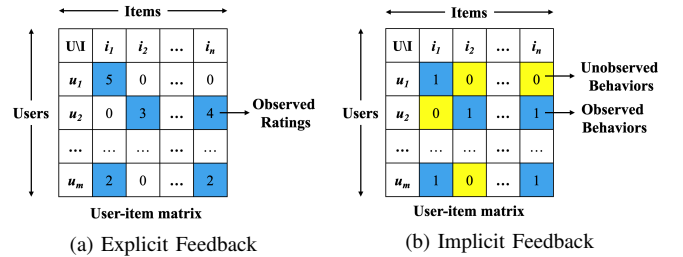 Items
U\I i1 i2 ... in
u1 5 0 ... 0
Users u2 0 3 ... 4 Observed Ratings
... ... ... ... ...
um 2 0 ... 2
User-item matrix
(a) Explicit Feedback
Items
U\I i1 i2 ... in
u1 1 0 ... 0 Unobserved Behaviors
Users u2 0 1 ... 1 Observed Behaviors
... ... ... ... ...
um 1 0 ... 1
User-item matrix
(b) Implicit Feedback